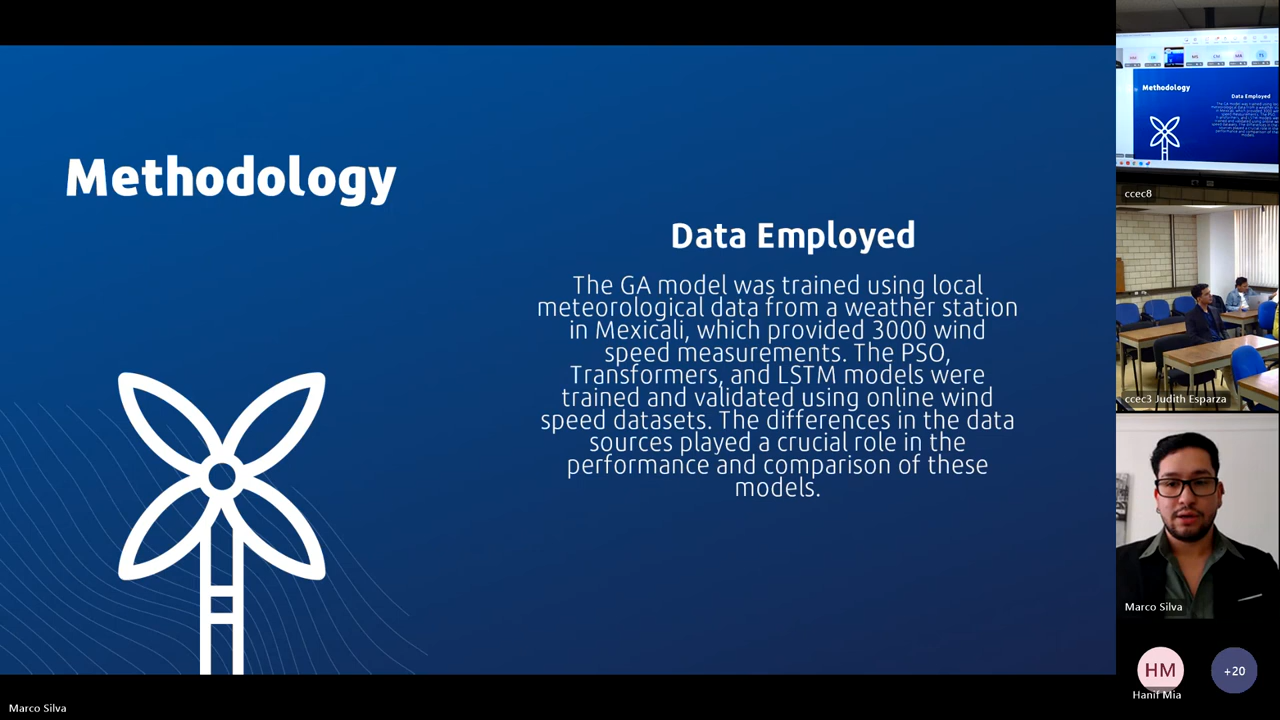 Methodology
Data Employed
The GA model was trained using local
meteorological data from a weather station
in Mexicali, which provided 3000 wind
speed measurements. The PSO,
Transformers, and LSTM models were
trained and validated using online wind
speed datasets. The differences in the data
sources played a crucial role in the
performance and comparison of these
models.
Marco Silva
Methodology
Data Employed
ccec8
ccec3 Judith Esparza
Marco Silva
HM
+20
Hanif Mia